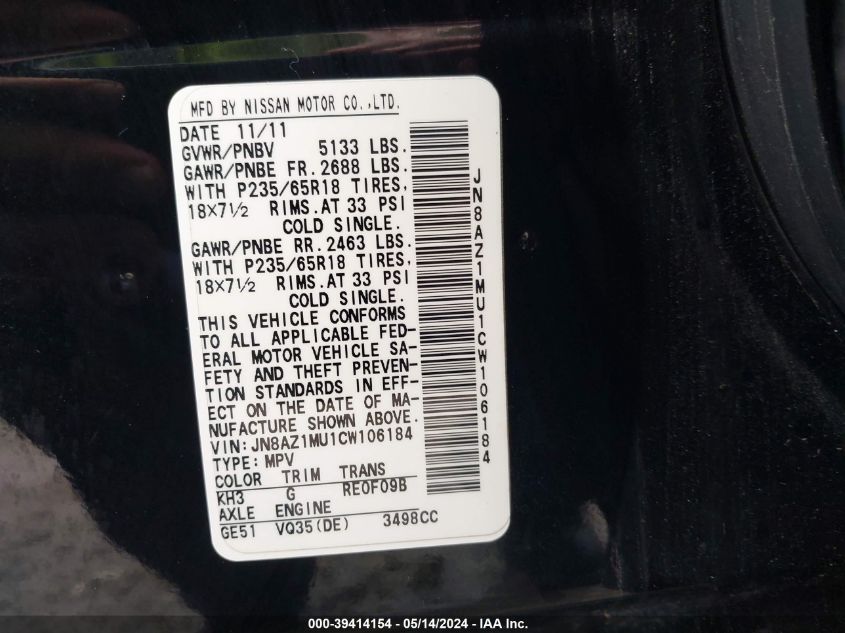 MFD BY NISSAN MOTOR CO.,LTD.
DATE 11/11
GVWR/PNBV 5133 LBS.
GAWR/PNBE FR. 2688 LBS.
WITH P235/65R18 TIRES,
18X7½ RIMS. AT 33 PSI
COLD SINGLE.
GAWR/PNBE RR. 2463 LBS.
WITH P235/65R18 TIRES,
18X7½ RIMS. AT 33 PSI
COLD SINGLE.
THIS VEHICLE CONFORMS
TO ALL APPLICABLE FED-
ERAL MOTOR VEHICLE SA-
FETY AND THEFT PREVEN-
TION STANDARDS IN EFF-
ECT ON THE DATE OF MA-
NUFACTURE SHOWN ABOVE.
VIN:JN8AZ1MU1CW106184
TYPE: MPV
COLOR TRIM TRANS
KH3 G RE0F09B
AXLE ENGINE
GE51 VQ35(DE) 3498CC
JN8AZ1MU1CW106184
000-39414154 - 05/14/2024 - IAA Inc.